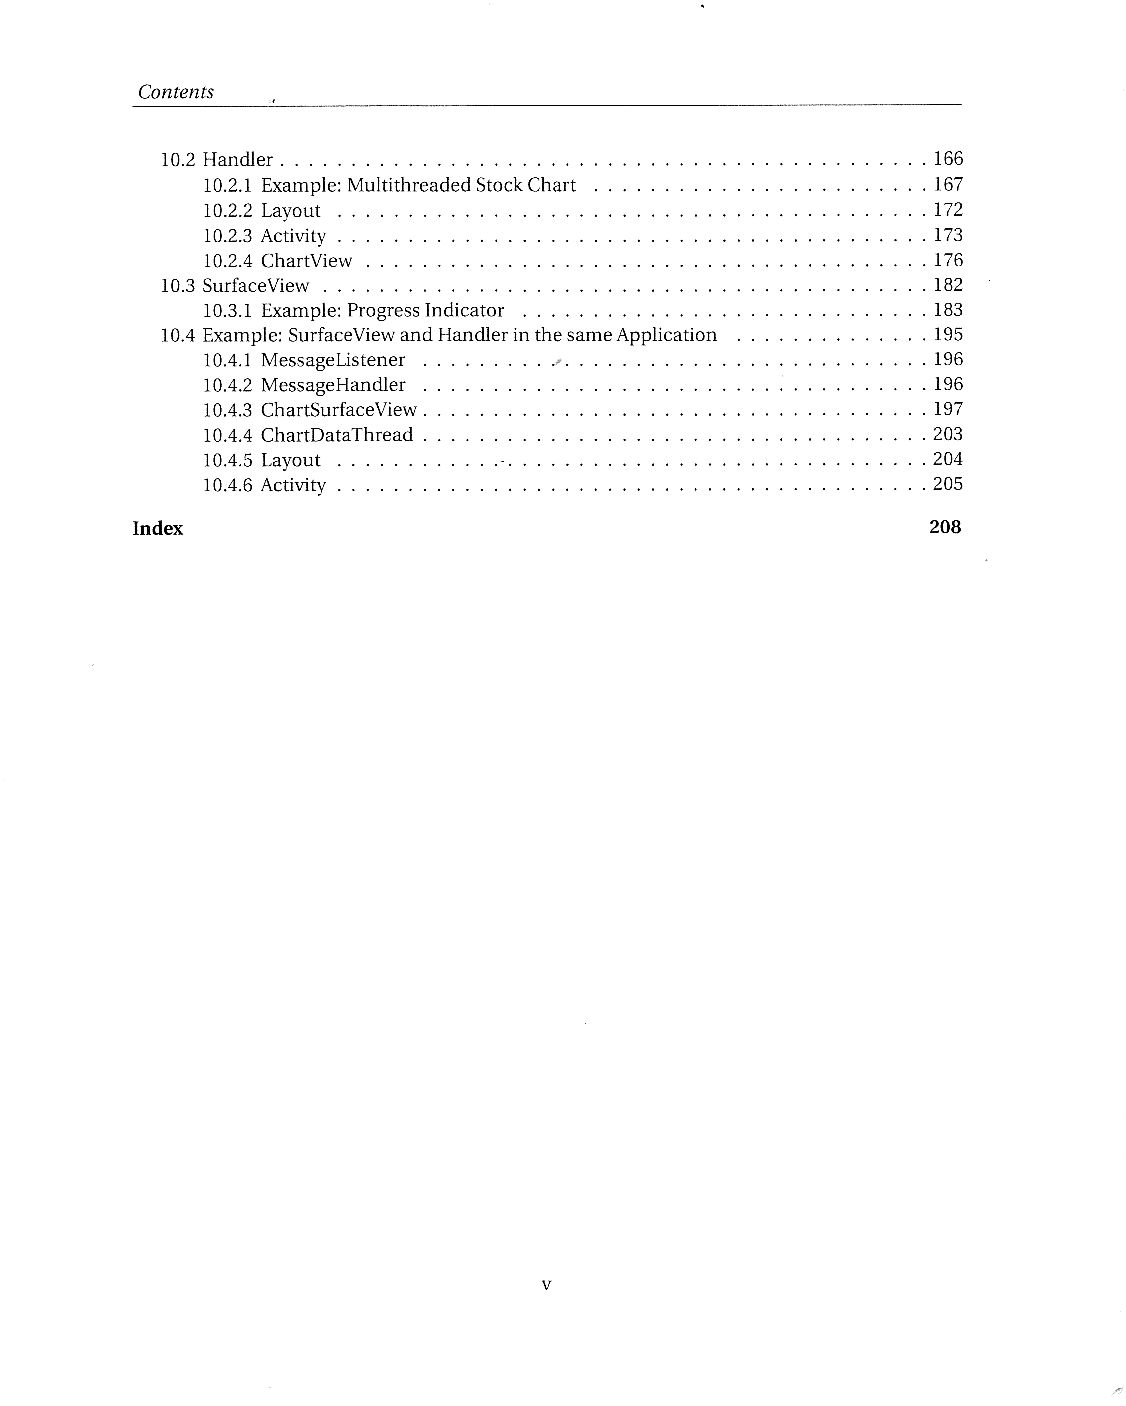 Contents
10.2 Handler . . . . . . . . . . . . . . . . . . . . . . . . . . . . . . . . . . . . . . . . . . . . . . 166
10.2.1 Example: Multithreaded Stock Chart . . . . . . . . . . . . . . . . . . . . . . . . 167
10.2.2 Layout . . . . . . . . . . . . . . . . . . . . . . . . . . . . . . . . . . . . . . . . . . 172
10.2.3 Activity . . . . . . . . . . . . . . . . . . . . . . . . . . . . . . . . . . . . . . . . . . 173
10.2.4 ChartView . . . . . . . . . . . . . . . . . . . . . . . . . . . . . . . . . . . . . . . . 176
10.3 SurfaceView . . . . . . . . . . . . . . . . . . . . . . . . . . . . . . . . . . . . . . . . . . . 182
10.3.1 Example: Progress Indicator . . . . . . . . . . . . . . . . . . . . . . . . . . . . . 183
10.4 Example: SurfaceView and Handler in the same Application . . . . . . . . . . . . . . 195
10.4.1 MessageListener . . . . . . . . . . . . . . . . . . . . . . . . . . . . . . . . . . . . 196
10.4.2 MessageHandler . . . . . . . . . . . . . . . . . . . . . . . . . . . . . . . . . . . . 196
10.4.3 ChartSurfaceView . . . . . . . . . . . . . . . . . . . . . . . . . . . . . . . . . . . . 197
10.4.4 ChartDataThread . . . . . . . . . . . . . . . . . . . . . . . . . . . . . . . . . . . . 203
10.4.5 Layout . . . . . . . . . . . . . . . . . . . . . . . . . . . . . . . . . . . . . . . . . . 204
10.4.6 Activity . . . . . . . . . . . . . . . . . . . . . . . . . . . . . . . . . . . . . . . . . . 205
Index 208
v